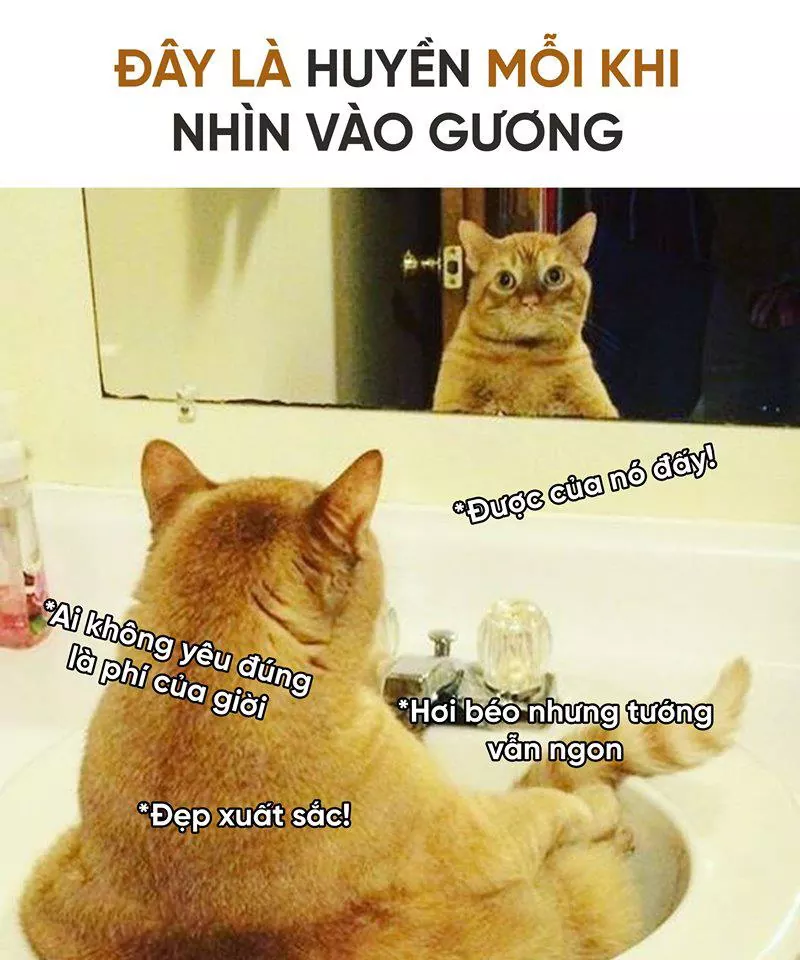 ĐÂY LÀ HUYỀN MỖI KHI
NHÌN VÀO GƯƠNG
*Được của nó đấy!
*Ai không yêu đúng
là phí của giời
*Hơi béo nhưng tướng
vẫn ngon
*Đẹp xuất sắc!